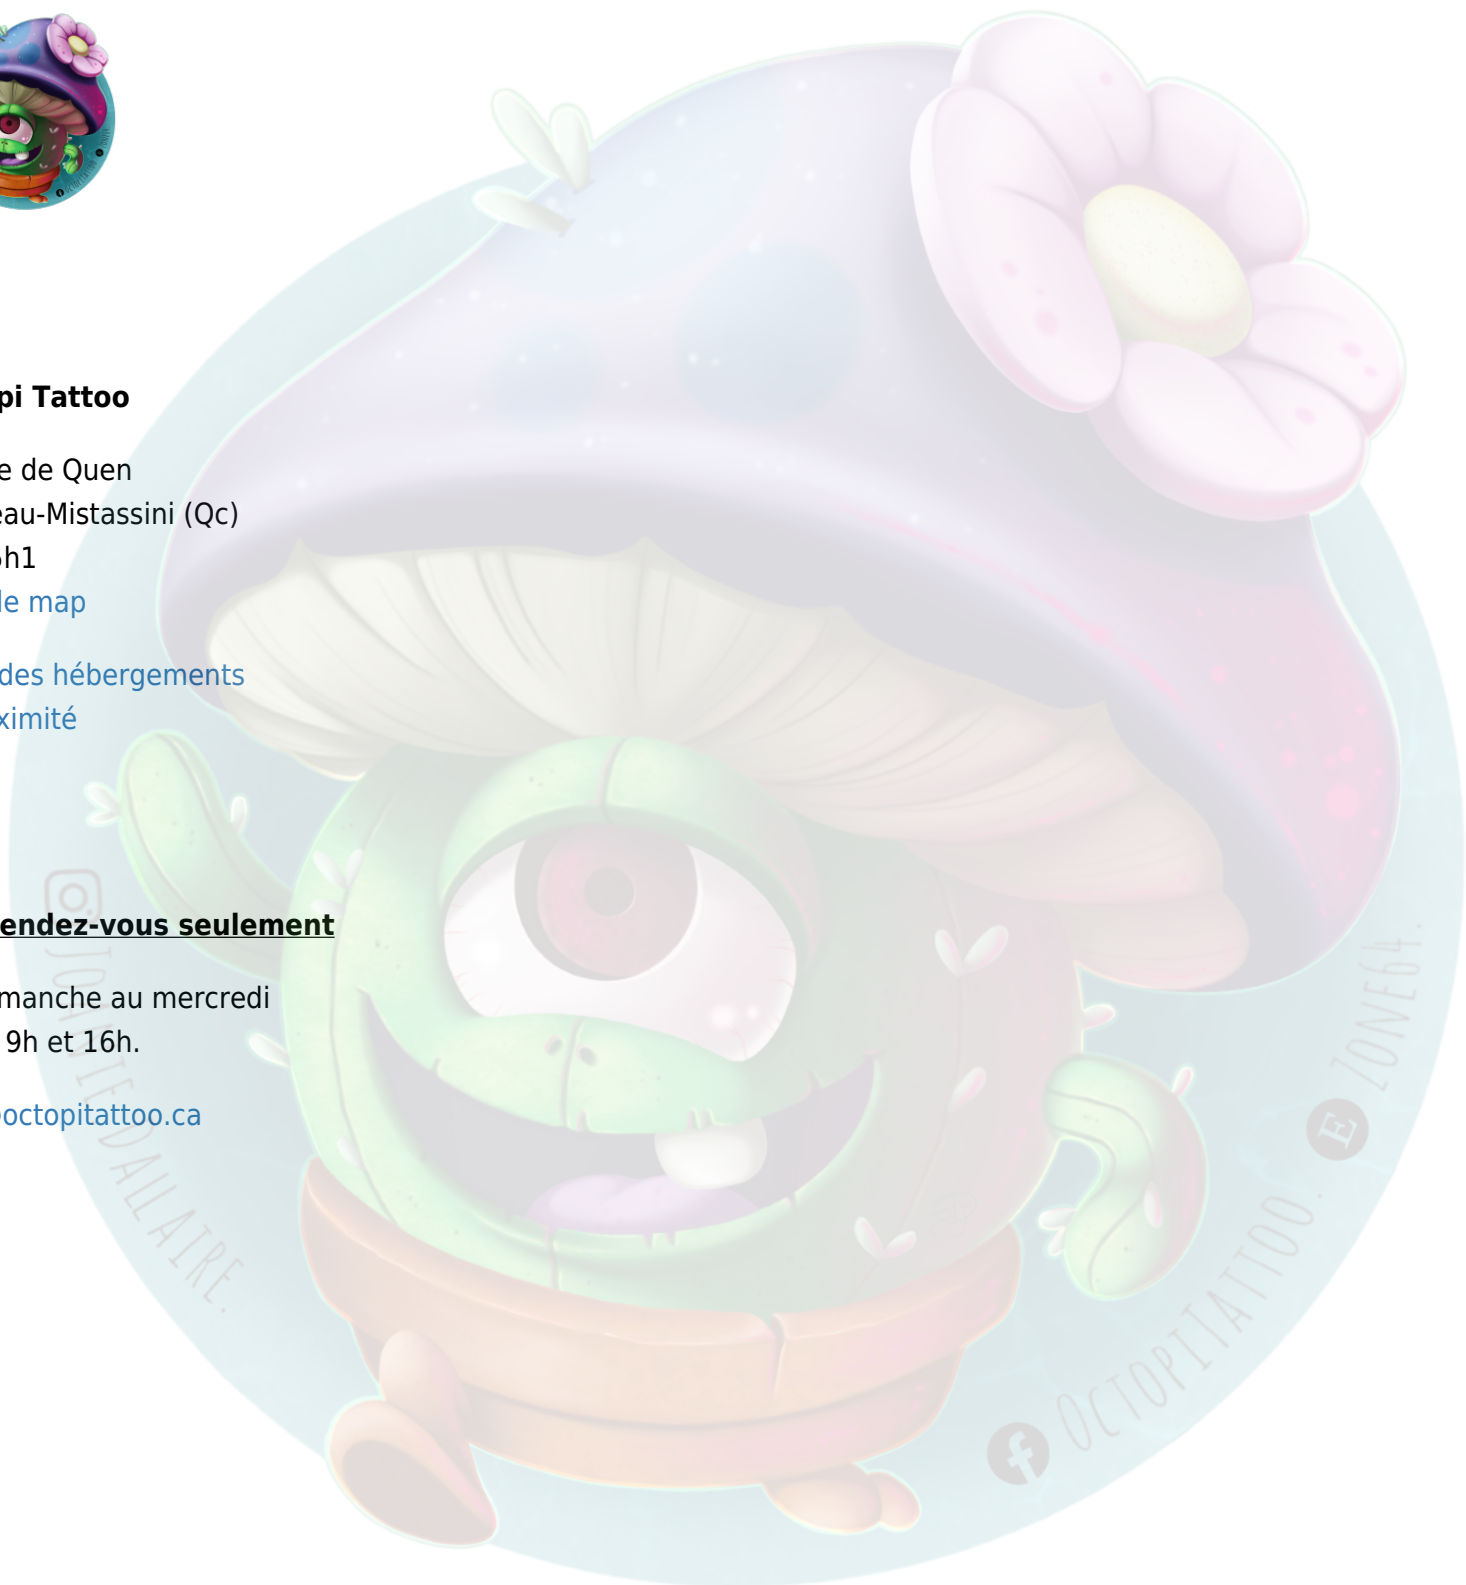 pi Tattoo
e de Quen
eau-Mistassini (Qc)
h1
le map
des hébergements
ximité
endez-vous seulement
manche au mercredi
9h et 16h.
octopitattoo.ca
JOANIEDALLAIRE.
OCTOPITATTOO.
E ZONE64.